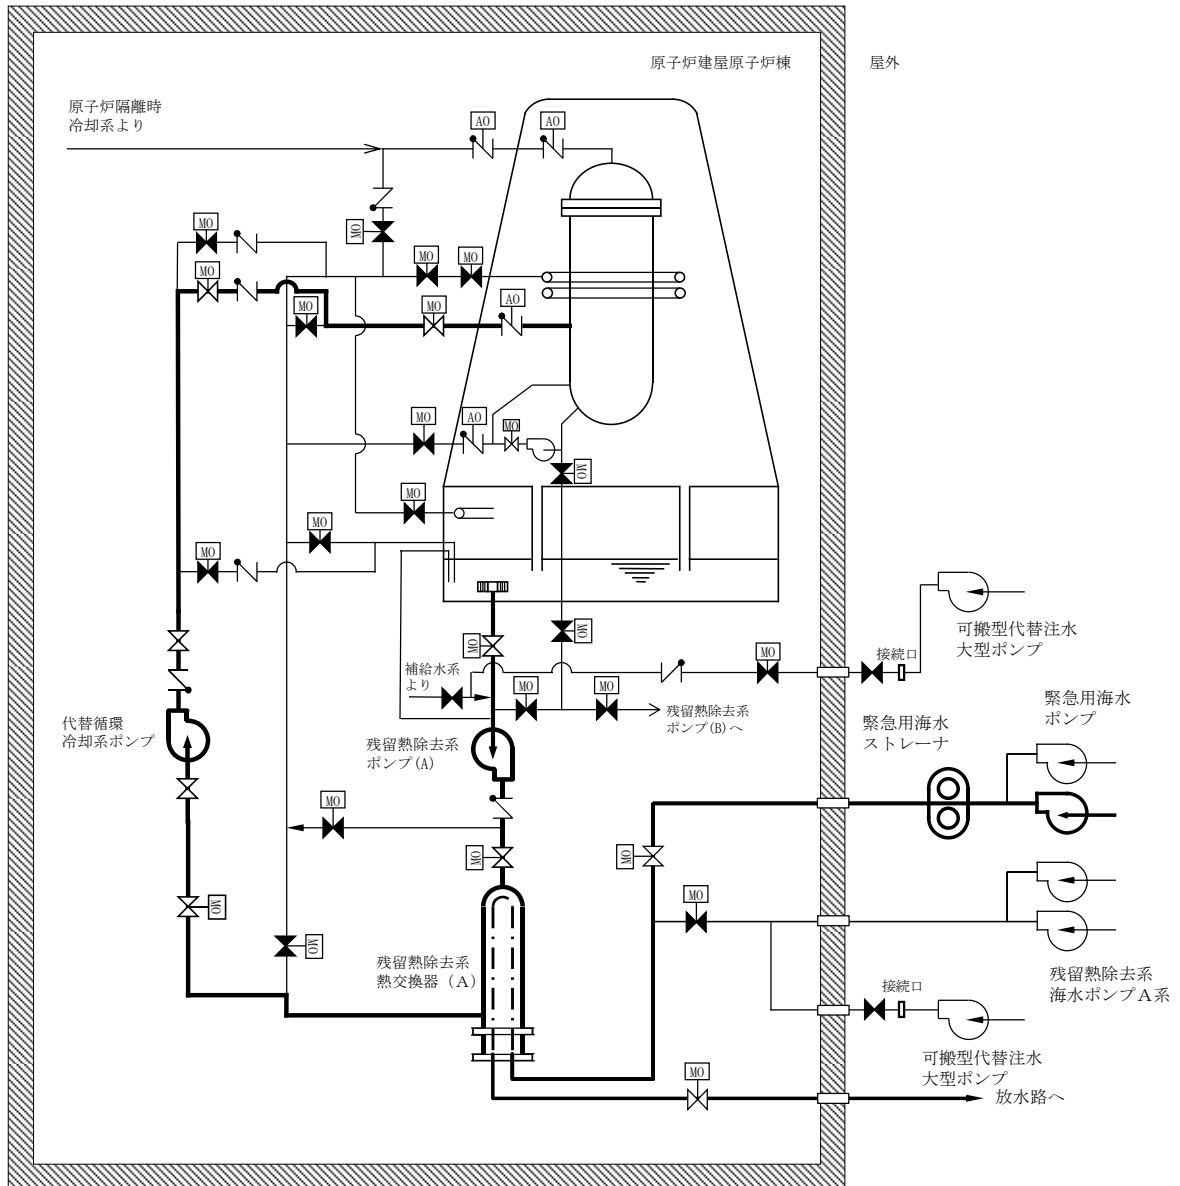 原子炉建屋原子炉棟
屋外
原子炉隔離時
冷却系より
AO
AO
MO
MO
MO
MO
MO
MO
AO
MO
MO
MO
AO
MO
MO
MO
MO
MO
可搬型代替注水
大型ポンプ
MO
MO
接続口
MO
補給水系
より
MO
MO
残留熱除去系
ポンプ(B)へ
緊急用海水
ポンプ
緊急用海水
ストレーナ
代替循環
冷却系ポンプ
残留熱除去系
ポンプ(A)
MO
MO
MO
MO
MO
MO
残留熱除去系
熱交換器(A)
残留熱除去系
海水ポンプA系
接続口
可搬型代替注水
大型ポンプ
MO
放水路へ